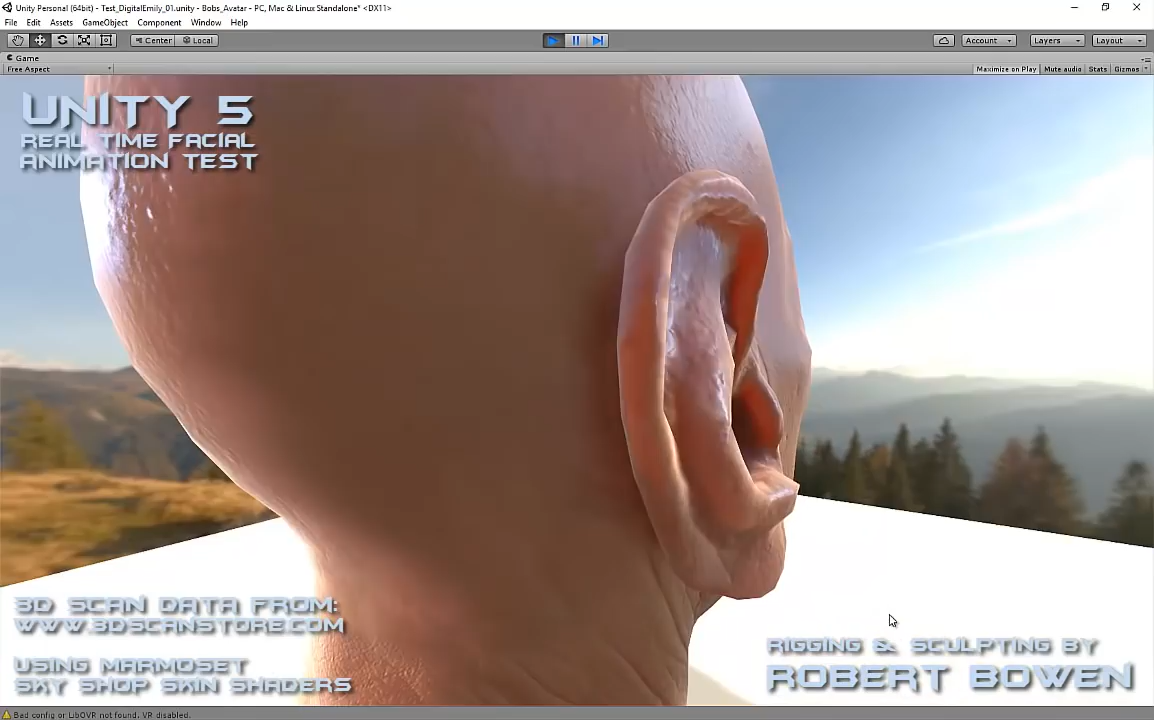 Unity Personal (64bit) - Test_DigitalEmily_01.unity - Bobs_Avatar - PC, Mac & Linux Standalone* <DX11>
File Edit Assets GameObject Component Window Help
Center Local Account Layers Layout
Game
Free Aspect Maximize on Play Mute audio Stats Gizmos
UNITY 5
REAL TIME FACIAL
ANIMATION TEST
3D SCAN DATA FROM:
WWW.3DSCANSTORE.COM
USING MARMOSET
SKY SHOP SKIN SHADERS
RIGGING & SCULPTING BY
ROBERT BOWEN
Bad config or LibOVR not found. VR disabled.